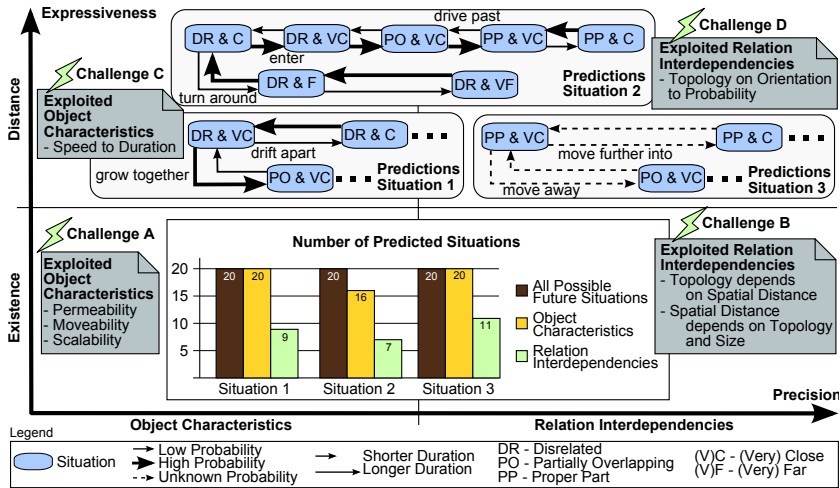 Expressiveness
Distance
Existence
Precision
Challenge C
Exploited
Object
Characteristics
- Speed to Duration
drive past
DR & C
DR & VC
PO & VC
PP & VC
PP & C
enter
DR & F
DR & VF
turn around
Predictions
Situation 2
Challenge D
Exploited Relation
Interdependencies
- Topology on Orientation
to Probability
DR & VC
DR & C
drift apart
grow together
PO & VC
Predictions
Situation 1
PP & VC
PP & C
move further into
PO & VC
move away
Predictions
Situation 3
Challenge A
Exploited
Object
Characteristics
- Permeability
- Moveability
- Scalability
Number of Predicted Situations
20
15
10
5
20
20
9
20
16
7
20
20
11
Situation 1
Situation 2
Situation 3
All Possible
Future Situations
Object
Characteristics
Relation
Interdependencies
Challenge B
Exploited Relation
Interdependencies
- Topology depends
on Spatial Distance
- Spatial Distance
depends on Topology
and Size
Object Characteristics
Relation Interdependencies
Legend
Situation
Low Probability
High Probability
Unknown Probability
Shorter Duration
Longer Duration
DR - Disrelated
PO - Partially Overlapping
PP - Proper Part
(V)C - (Very) Close
(V)F - (Very) Far